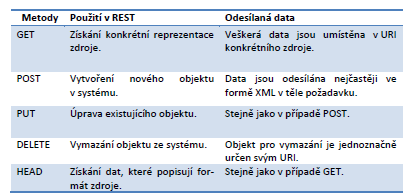 Metody Použití v REST Odesílaná data
GET Získání konkrétní reprezentace Veškerá data jsou umístěna v URI
zdroje. konkrétního zdroje.
POST Vytvoření nového objektu Data jsou odesílána nejčastěji ve
v systému. formě XML v těle požadavku.
PUT Úprava existujícího objektu. Stejně jako v případě POST.
DELETE Vymazání objektu ze systému. Objekt pro vymazání je jednoznačně
určen svým URI.
HEAD Získání dat, které popisují for- Stejně jako v případě GET.
mát zdroje.